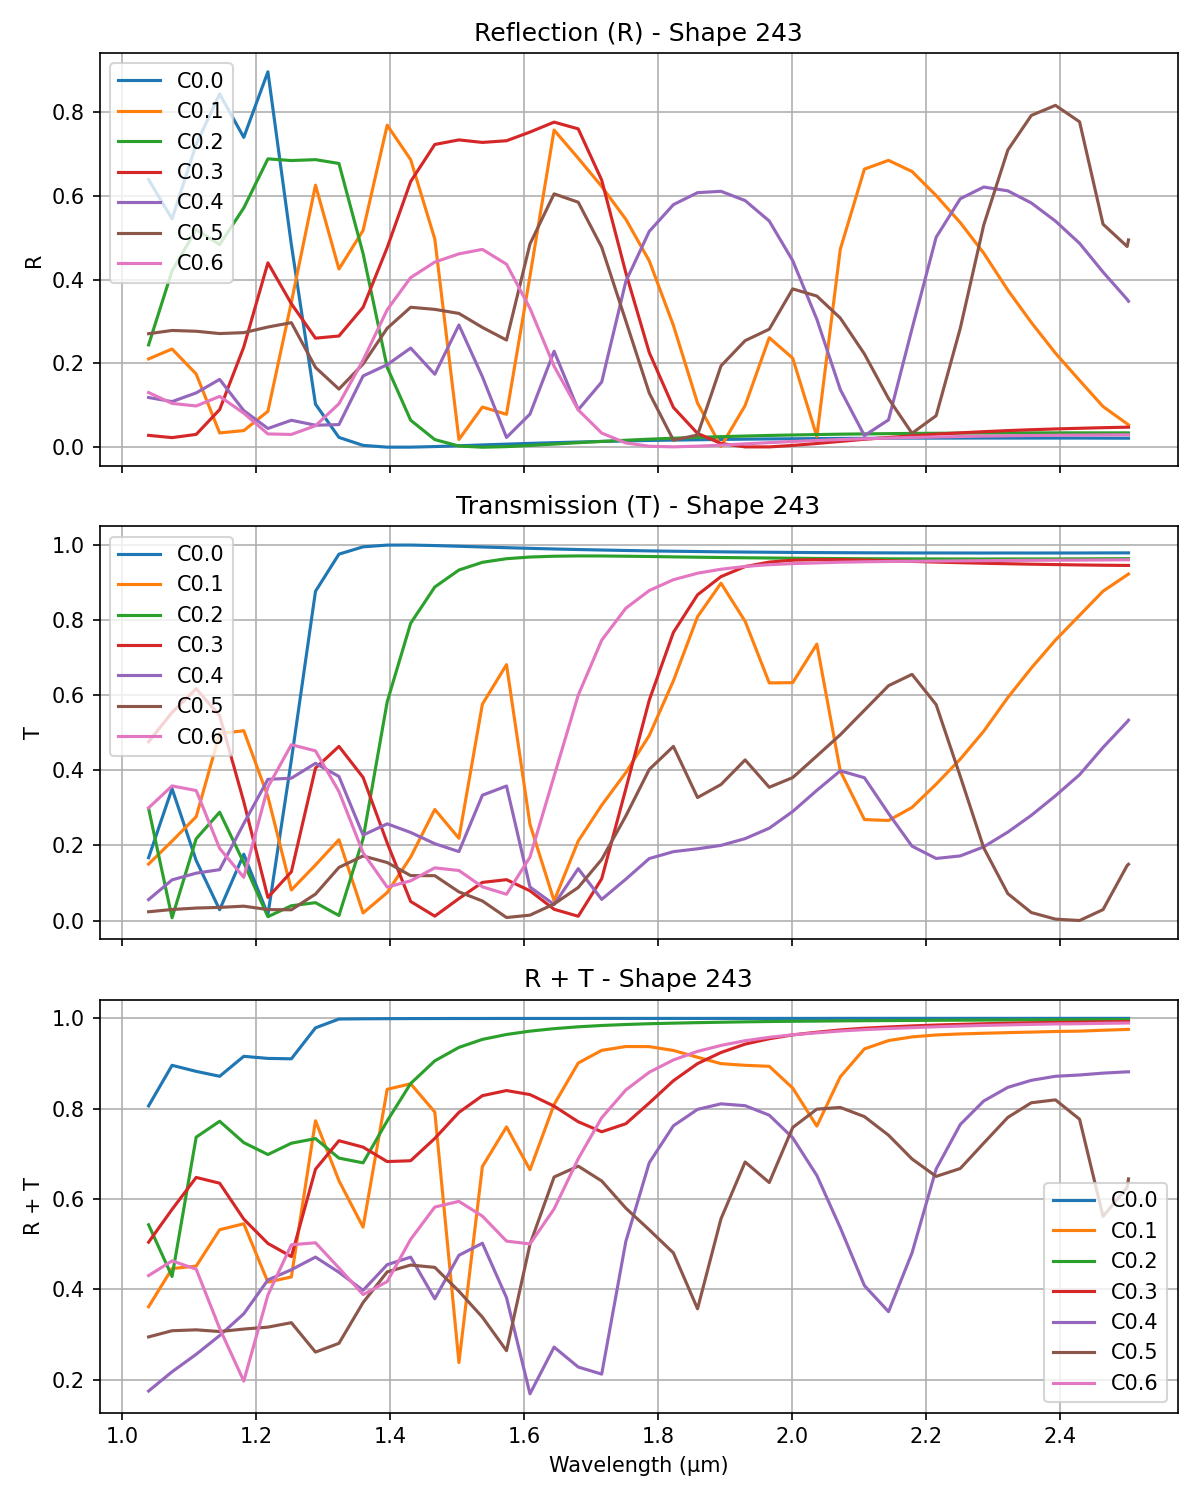 Reflection (R) - Shape 243
R
0.8
0.6
0.4
0.2
0.0
C0.0
C0.1
C0.2
C0.3
C0.4
C0.5
C0.6
Transmission (T) - Shape 243
T
1.0
0.8
0.6
0.4
0.2
0.0
C0.0
C0.1
C0.2
C0.3
C0.4
C0.5
C0.6
R + T - Shape 243
R + T
1.0
0.8
0.6
0.4
0.2
C0.0
C0.1
C0.2
C0.3
C0.4
C0.5
C0.6
1.0 1.2 1.4 1.6 1.8 2.0 2.2 2.4
Wavelength (µm)